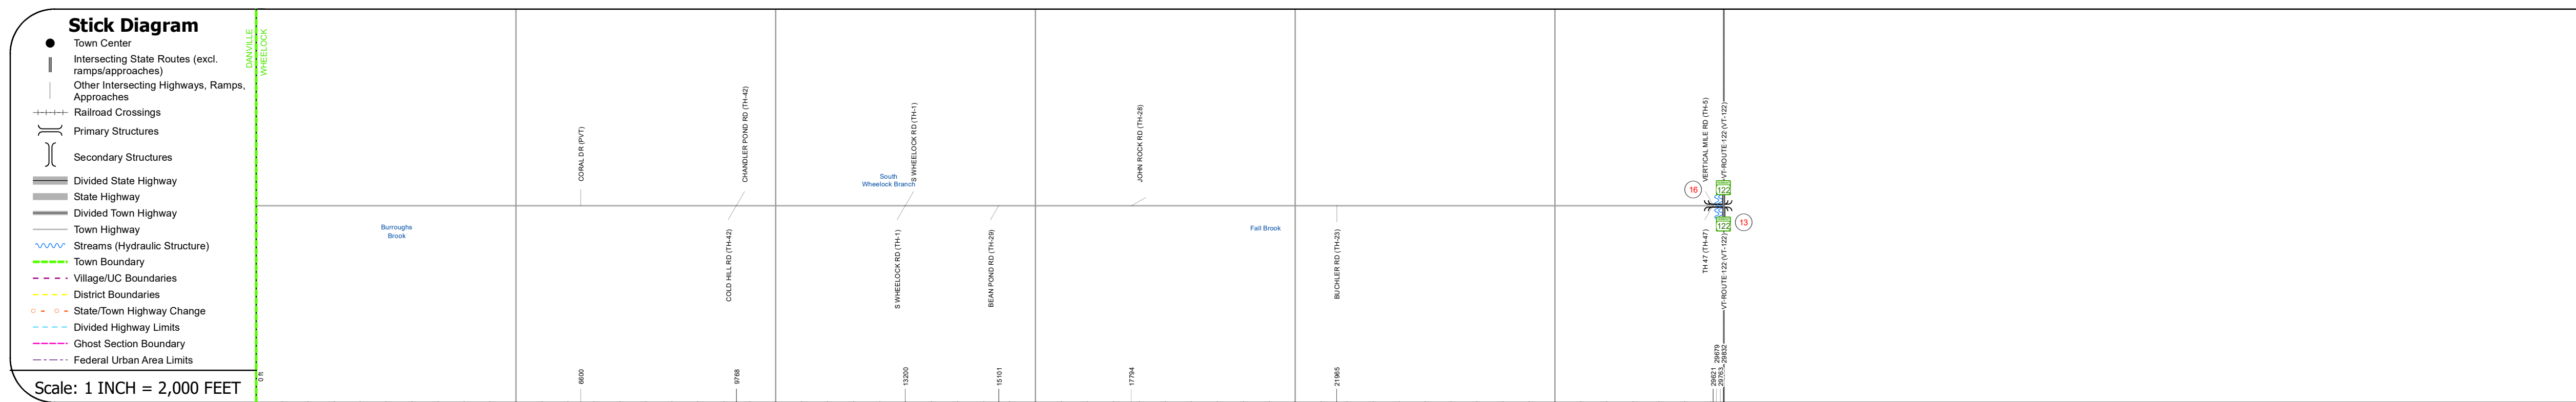 Stick Diagram
Town Center
Intersecting State Routes (excl.
ramps/approaches)
Other Intersecting Highways, Ramps,
Approaches
Railroad Crossings
Primary Structures
Secondary Structures
Divided State Highway
State Highway
Divided Town Highway
Town Highway
Streams (Hydraulic Structure)
Town Boundary
Village/UC Boundaries
District Boundaries
State/Town Highway Change
Divided Highway Limits
Ghost Section Boundary
Federal Urban Area Limits
Scale: 1 INCH = 2,000 FEET
DANVILLE
WHEELOCK
CORAL DR (PVT)
CHANDLER POND RD (TH-42)
S WHEELOCK RD (TH-1)
JOHN ROCK RD (TH-28)
VERTICAL MILE RD (TH-5)
VT-ROUTE-122 (VT-122)
South
Wheelock Branch
16
122
Burroughs
Brook
Fall Brook
122
13
COLD HILL RD (TH-42)
S WHEELOCK RD (TH-1)
BEAN POND RD (TH-29)
BUCHLER RD (TH-23)
TH 47 (TH-47)
VT-ROUTE-122 (VT-122)
0 ft
6600
9768
13200
15101
17794
21965
29621
29679
29763
29832